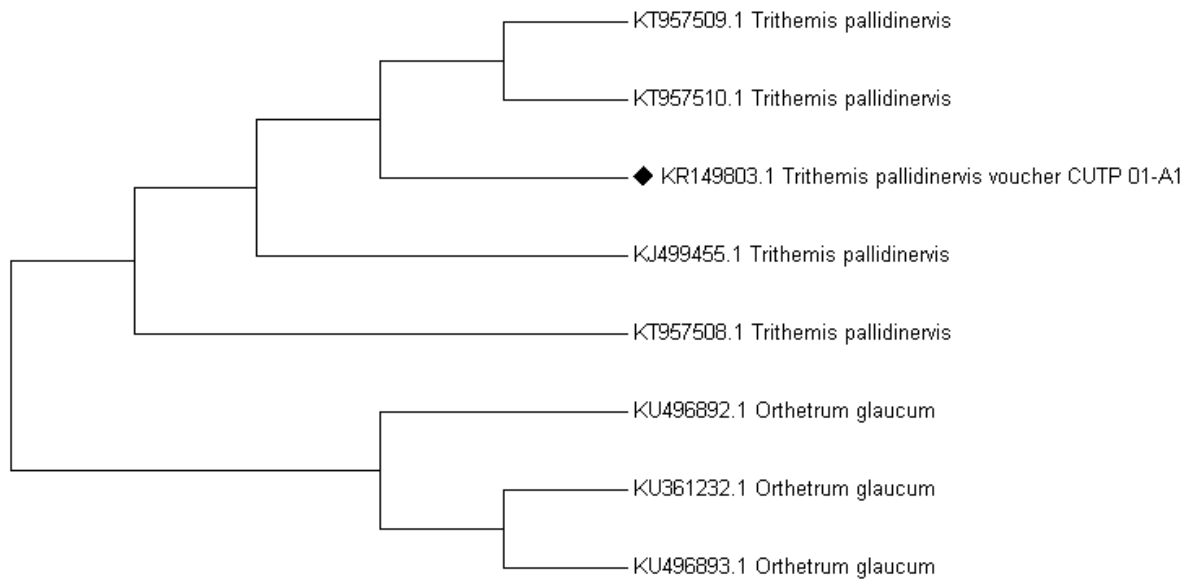 KT957509.1 Trithemis pallidinervis
KT957510.1 Trithemis pallidinervis
KR149803.1 Trithemis pallidinervis voucher CUTP 01-A1
KJ499455.1 Trithemis pallidinervis
KT957508.1 Trithemis pallidinervis
KU496892.1 Orthetrum glaucum
KU361232.1 Orthetrum glaucum
KU496893.1 Orthetrum glaucum